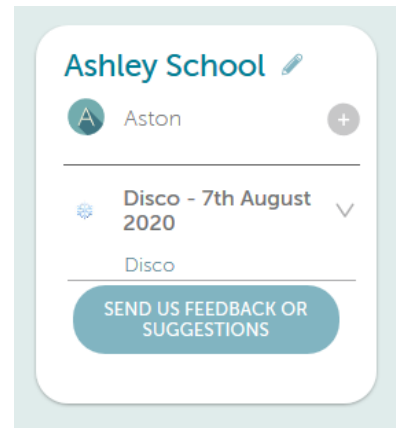 Ashley School
A
Aston
+
Disco - 7th August
2020
Disco
SEND US FEEDBACK OR
SUGGESTIONS